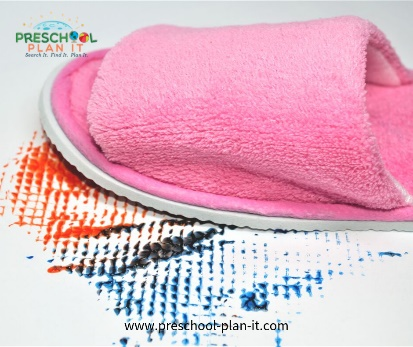 PRESCHOOL
PLAN IT
Search It. Find It. Plan It.
www.preschool-plan-it.com